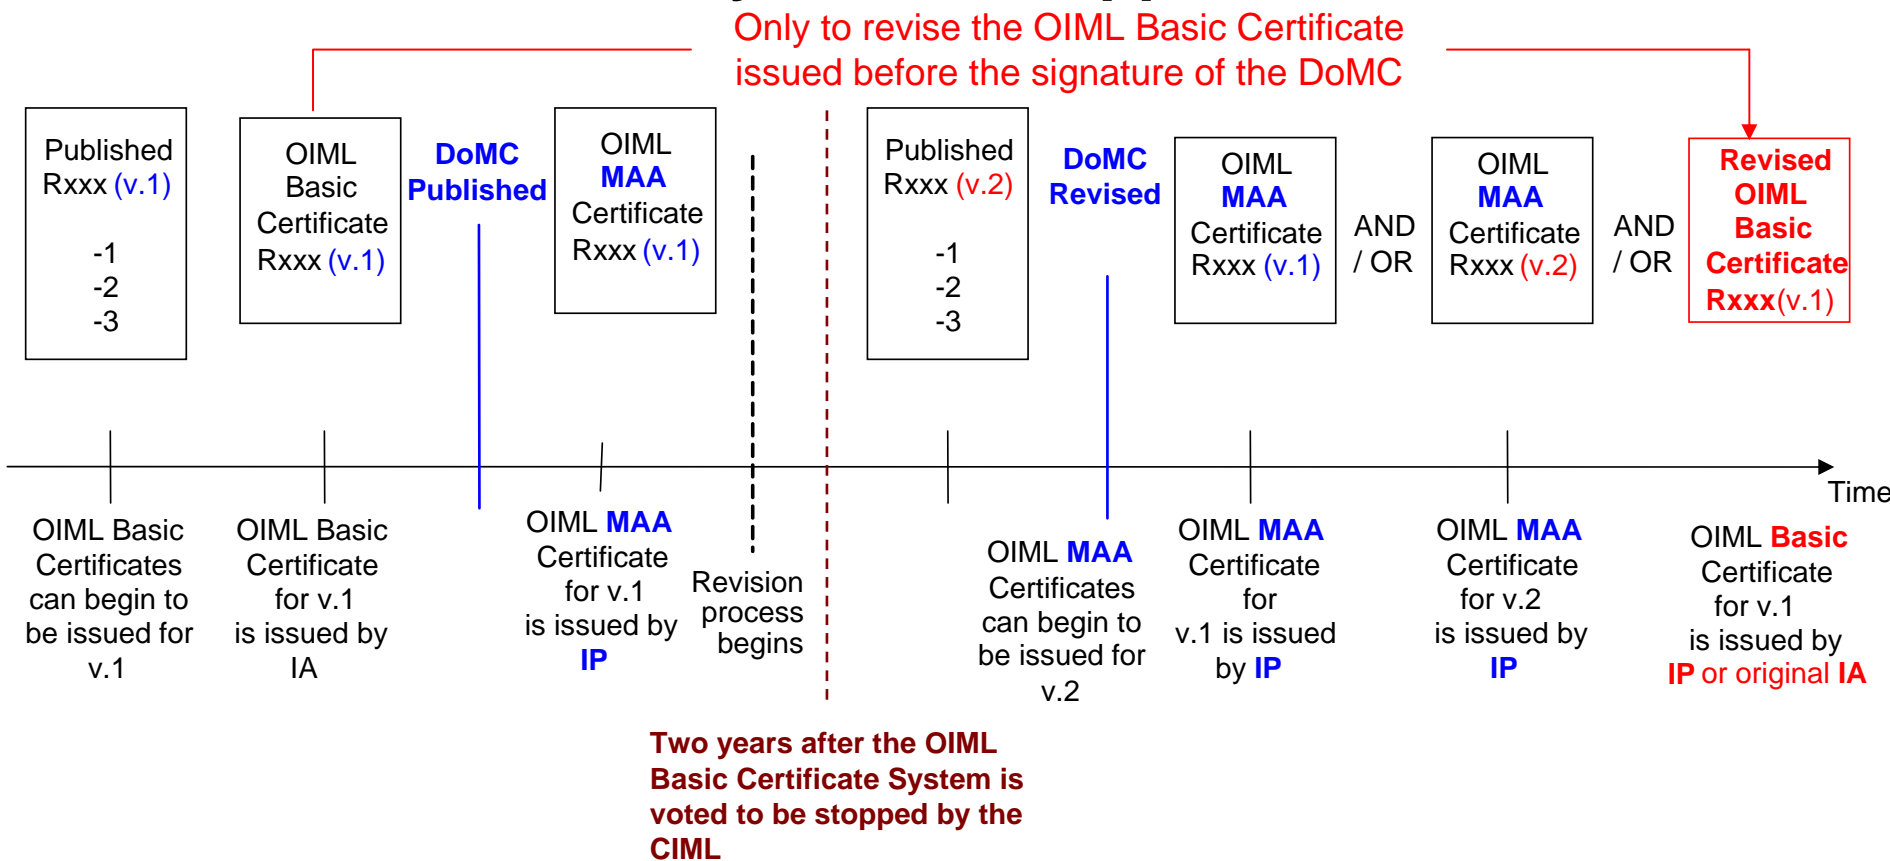 Only to revise the OIML Basic Certificate
issued before the signature of the DoMC
Published
Rxxx (v.1)
-1
-2
-3
OIML
Basic
Certificate
Rxxx (v.1)
DoMC
Published
OIML
MAA
Certificate
Rxxx (v.1)
Published
Rxxx (v.2)
-1
-2
-3
DoMC
Revised
OIML
MAA
Certificate
Rxxx (v.1)
AND
/ OR
OIML
MAA
Certificate
Rxxx (v.2)
AND
/ OR
Revised
OIML
Basic
Certificate
Rxxx(v.1)
Time
OIML Basic
Certificates
can begin to
be issued for
v.1
OIML Basic
Certificate
for v.1
is issued by
IA
OIML MAA
Certificate
for v.1
is issued by
IP
Revision
process
begins
OIML MAA
Certificates
can begin to
be issued for
v.2
OIML MAA
Certificate
for
v.1 is issued
by IP
OIML MAA
Certificate
for v.2
is issued by
IP
OIML Basic
Certificate
for v.1
is issued by
IP or original IA
Two years after the OIML
Basic Certificate System is
voted to be stopped by the
CIML